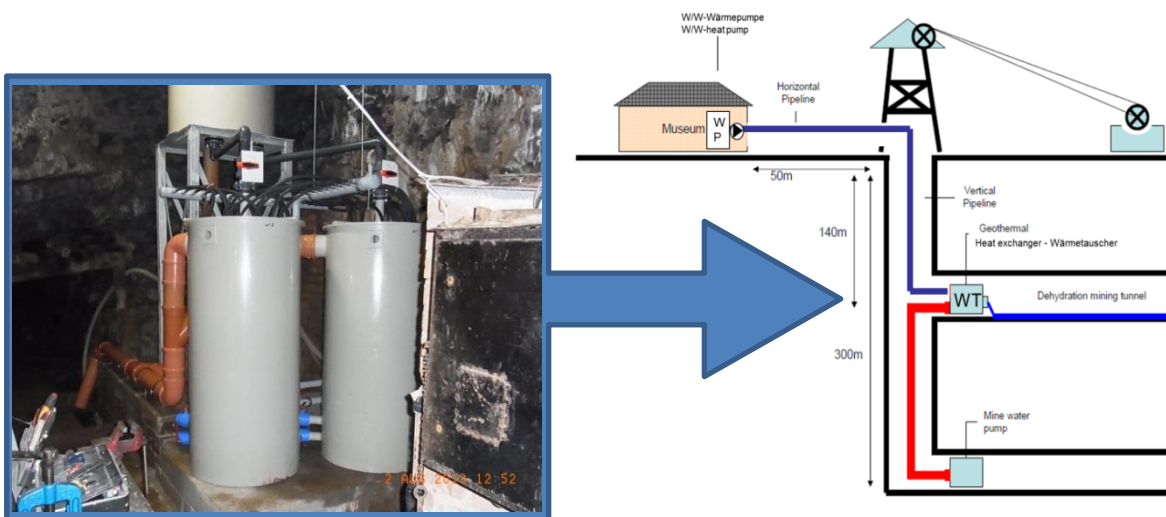 W/W-Wärmepumpe
W/W-heat pump
Horizontal
Pipeline
Museum
W
P
50m
Vertical
Pipeline
140m
Geothermal
Heat exchanger - Wärmetauscher
WT
Dehydration mining tunnel
300m
Mine water
pump
2 AUG 2012 12:52